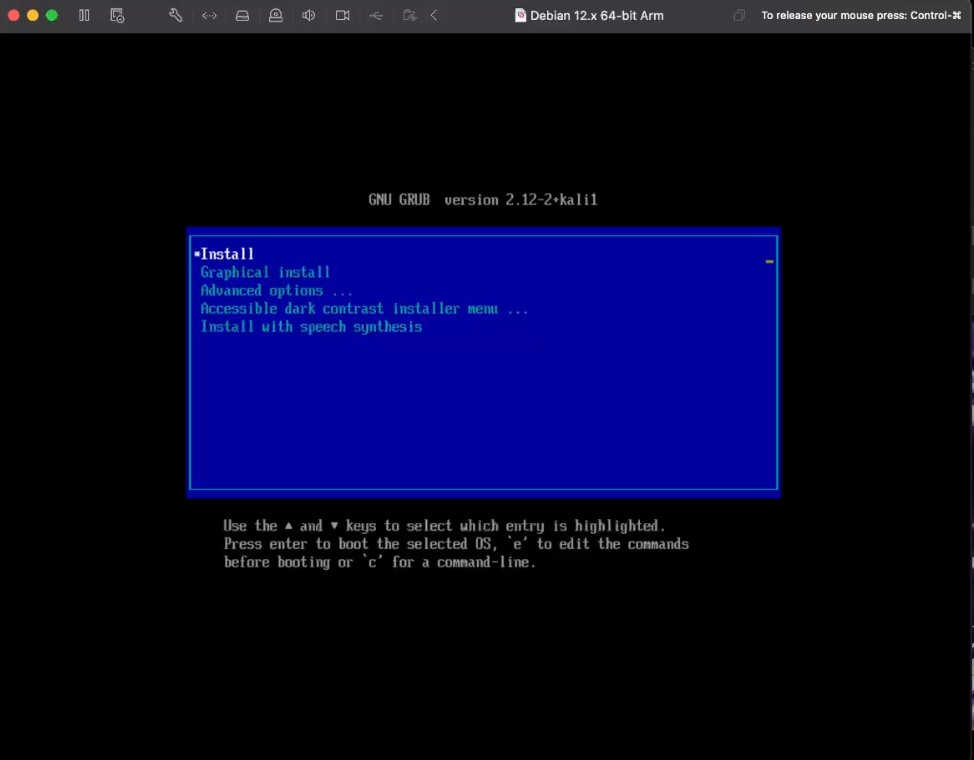 Debian 12.x 64-bit Arm
To release your mouse press: Control-⌘
GNU GRUB  version 2.12-2+kali1
*Install
Graphical install
Advanced options ...
Accessible dark contrast installer menu ...
Install with speech synthesis
Use the ▲ and ▼ keys to select which entry is highlighted.
Press enter to boot the selected OS, `e' to edit the commands
before booting or `c' for a command-line.